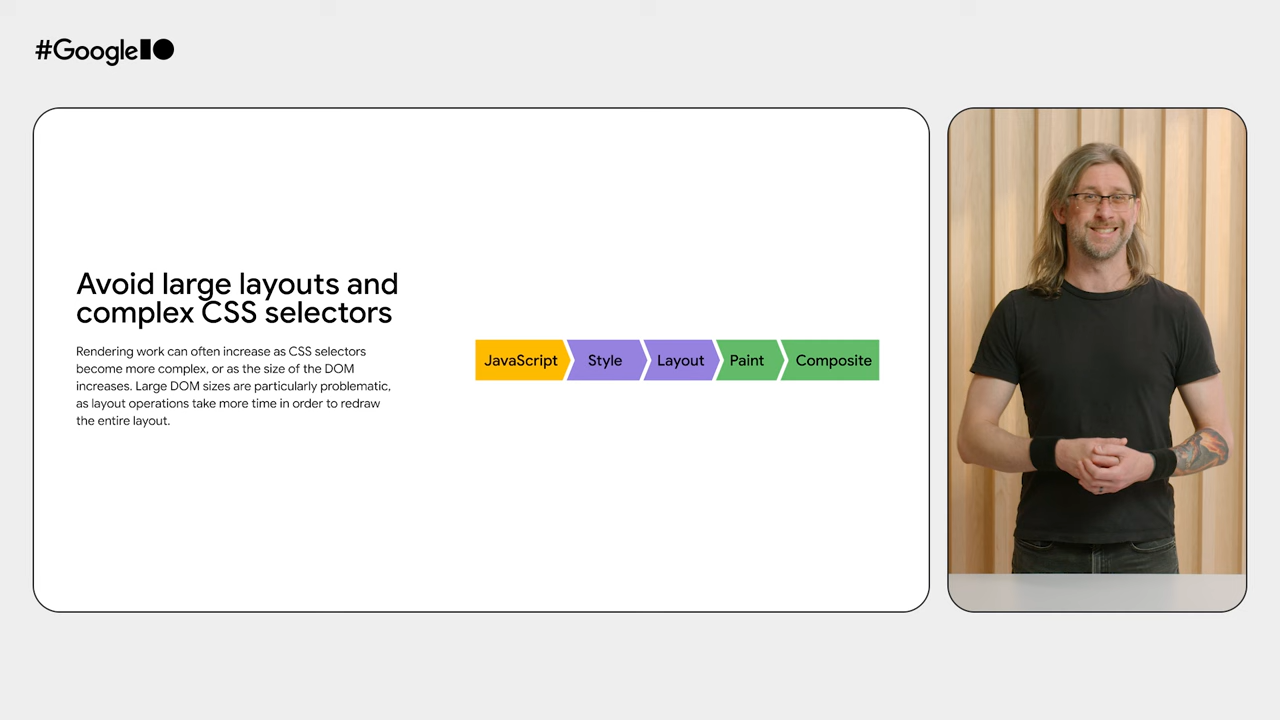 #GoogleIO
Avoid large layouts and
complex CSS selectors
Rendering work can often increase as CSS selectors
become more complex, or as the size of the DOM
increases. Large DOM sizes are particularly problematic,
as layout operations take more time in order to redraw
the entire layout.
JavaScript Style Layout Paint Composite